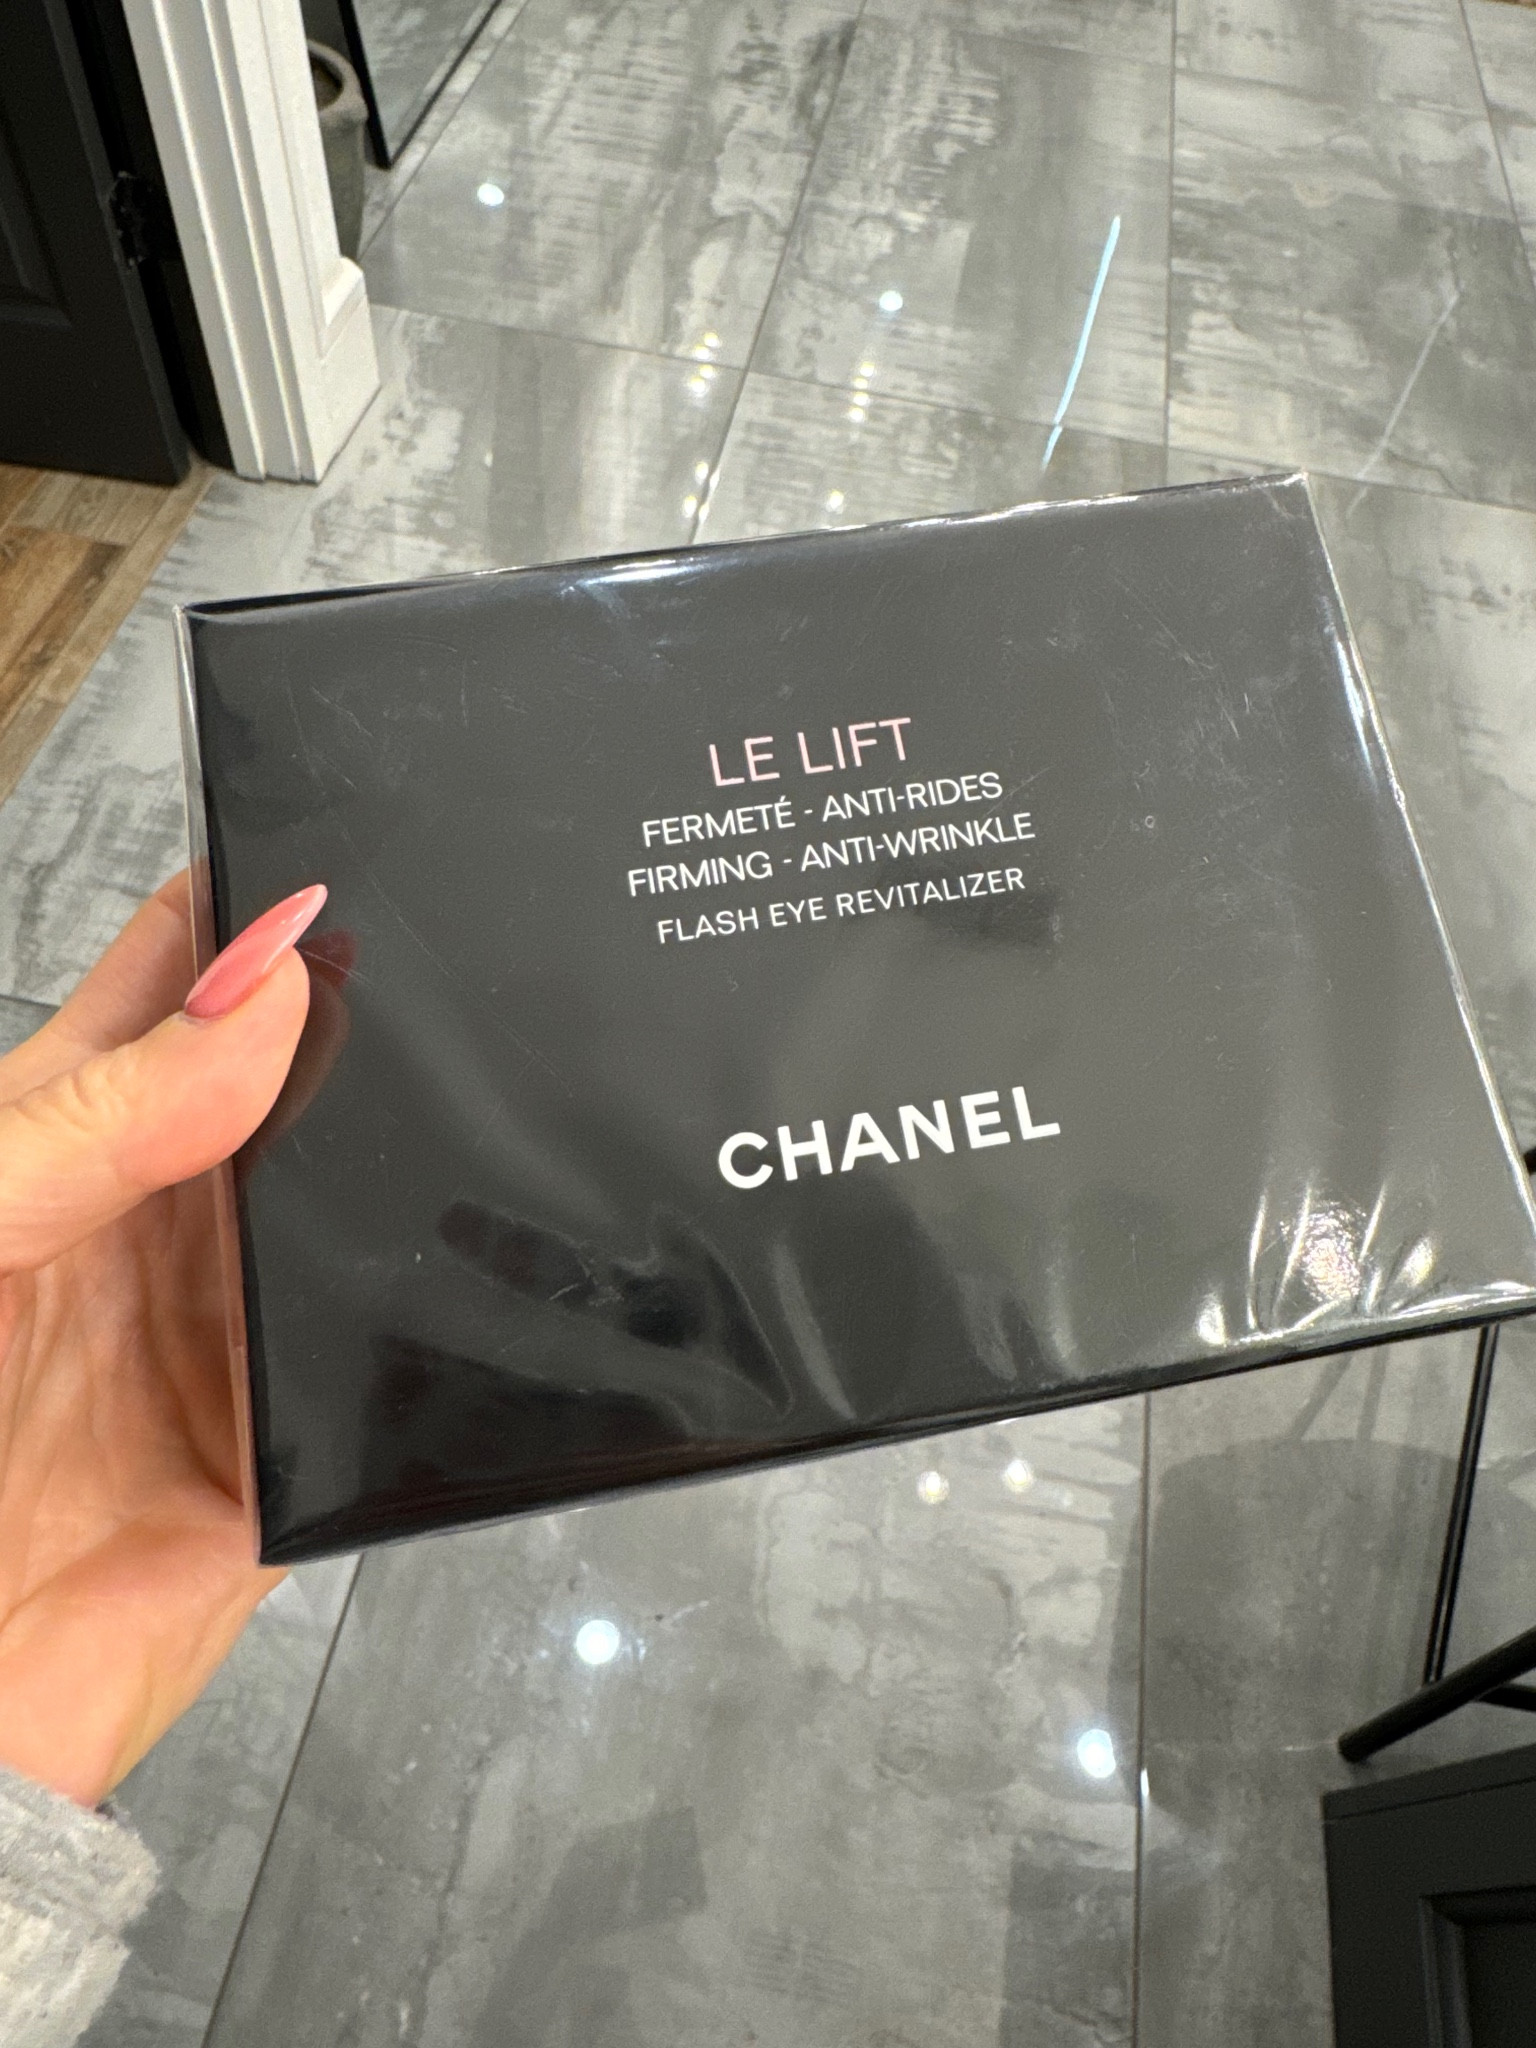 LE LIFT
FERMETÉ - ANTI-RIDES
FIRMING - ANTI-WRINKLE
FLASH EYE REVITALIZER
CHANEL